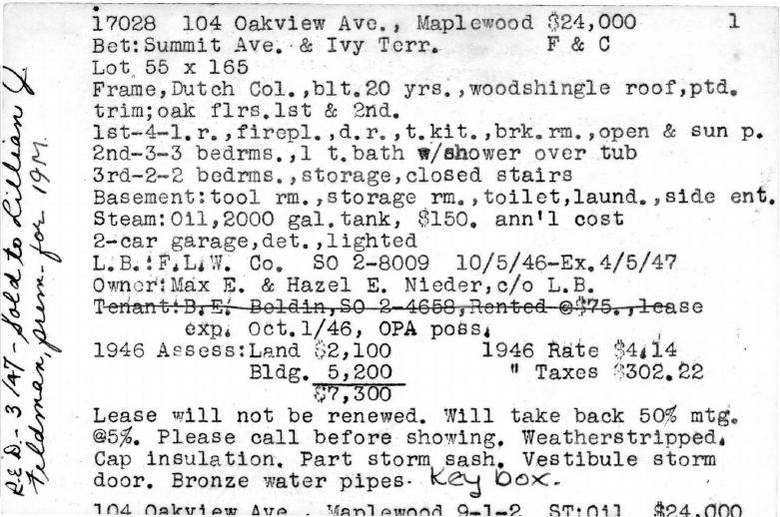 17028 104 Oakview Ave., Maplewood $24,000 1
Bet:Summit Ave. & Ivy Terr. F & C
Lot 55 x 165
Frame,Dutch Col.,blt.20 yrs.,woodshingle roof,ptd.
trim;oak flrs.1st & 2nd.
1st-4-l.r.,firepl.,d.r.,t.kit.,brk.rm.,open & sun p.
2nd-3-3 bedrms.,1 t.bath w/shower over tub
3rd-2-2 bedrms.,storage,closed stairs
Basement:tool rm.,storage rm.,toilet,laund.,side ent.
Steam:Oil,2000 gal.tank, $150. ann'l cost
2-car garage,det.,lighted
L.B.:F.L.W. Co. SO 2-8009 10/5/46-Ex.4/5/47
Owner:Max E. & Hazel E. Nieder,c/o L.B.
Tenant:B.E. Boldin,SO 2-4658,Rented @$75.,lease
exp. Oct.1/46, OPA poss.
1946 Assess:Land $2,100 1946 Rate $4.14
Bldg. 5,200 " Taxes $302.22
$7,300
Lease will not be renewed. Will take back 50% mtg.
@5%. Please call before showing. Weatherstripped.
Cap insulation. Part storm sash. Vestibule storm
door. Bronze water pipes. Key box.
104 Oakview Ave., Maplewood 9-1-2 ST:Oil $24,000
R.E.D. - 3/47 - Sold to Lillian J
Feldman, prem. for 19M.